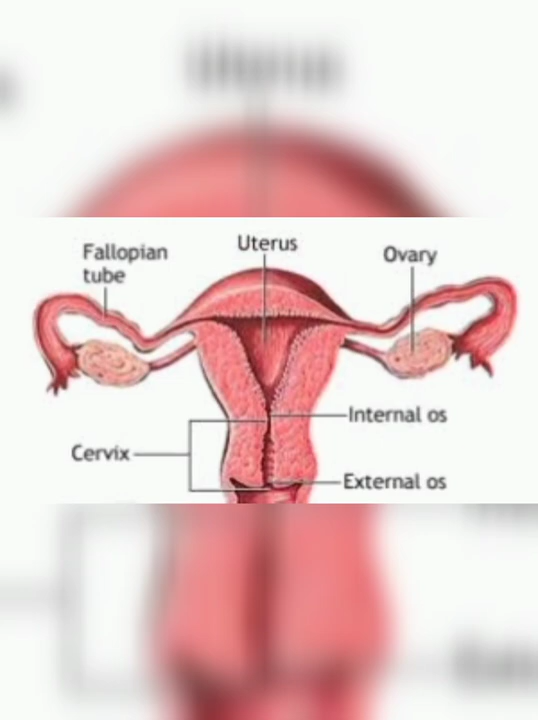 Uterus
Fallopian
tube
Ovary
Internal os
Cervix
External os